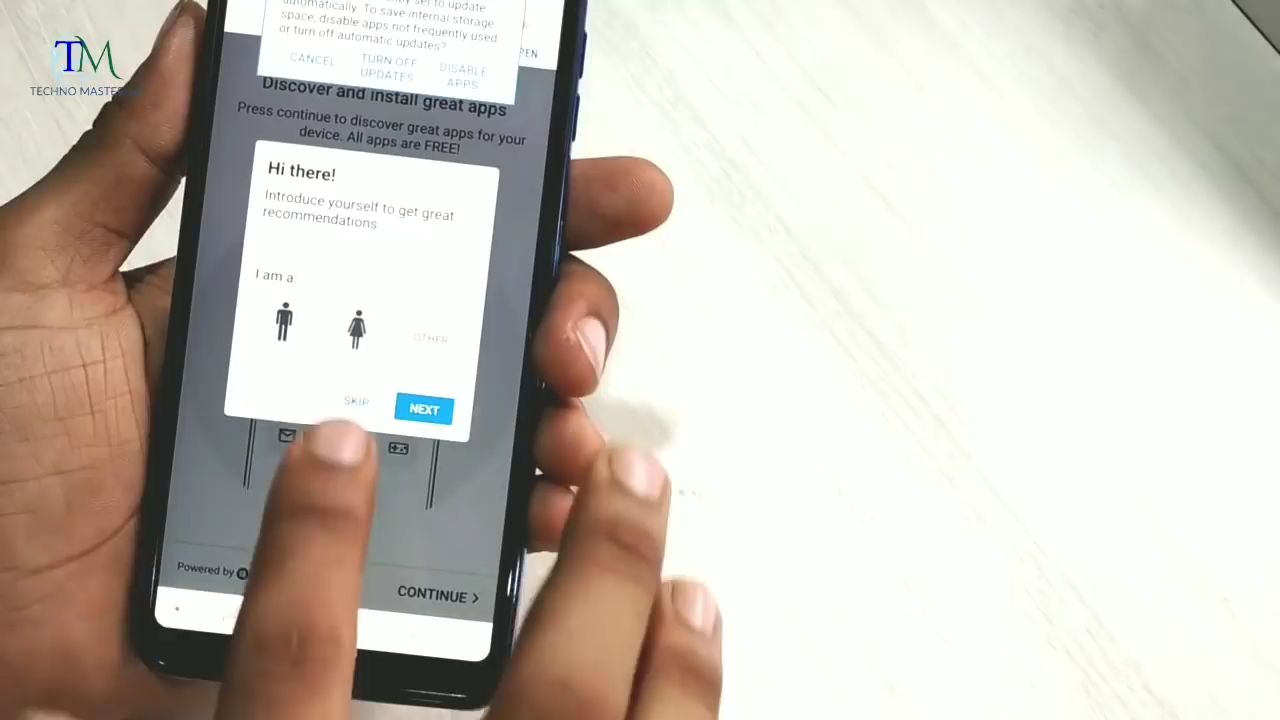 TM
TECHNO MASTER
set to update
automatically. To save internal storage
space, disable apps not frequently used
or turn off automatic updates?
CANCEL
TURN OFF
UPDATES
DISABLE
APPS
Discover and install great apps
Press continue to discover great apps for your
device. All apps are FREE!
Hi there!
Introduce yourself to get great
recommendations
I am a:
OTHER
SKIP
NEXT
Powered by
CONTINUE >